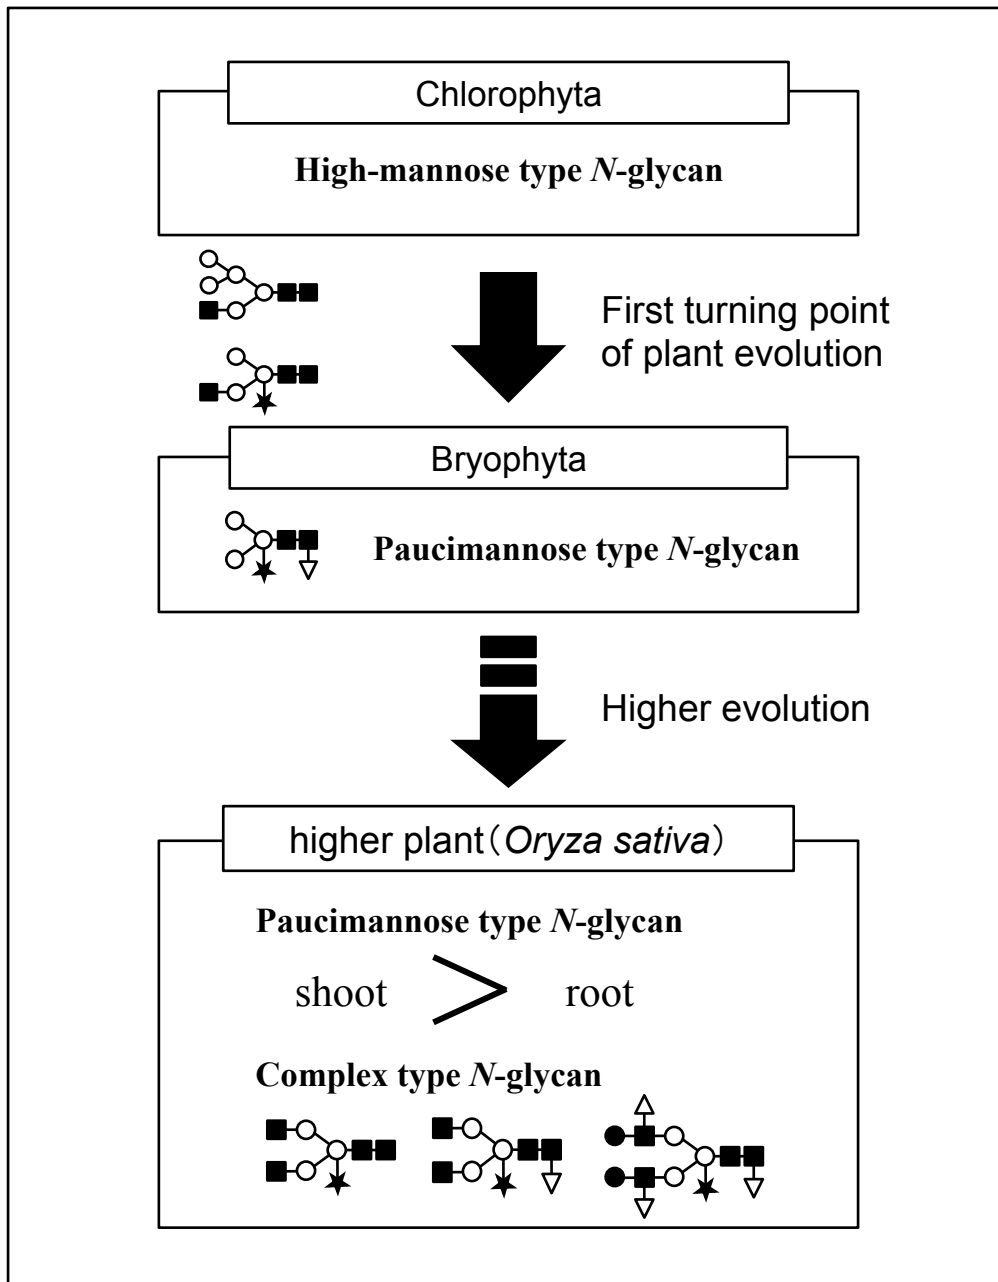 Chlorophyta
High-mannose type N-glycan
First turning point
of plant evolution
Bryophyta
Paucimannose type N-glycan
Higher evolution
higher plant(Oryza sativa)
Paucimannose type N-glycan
shoot > root
Complex type N-glycan